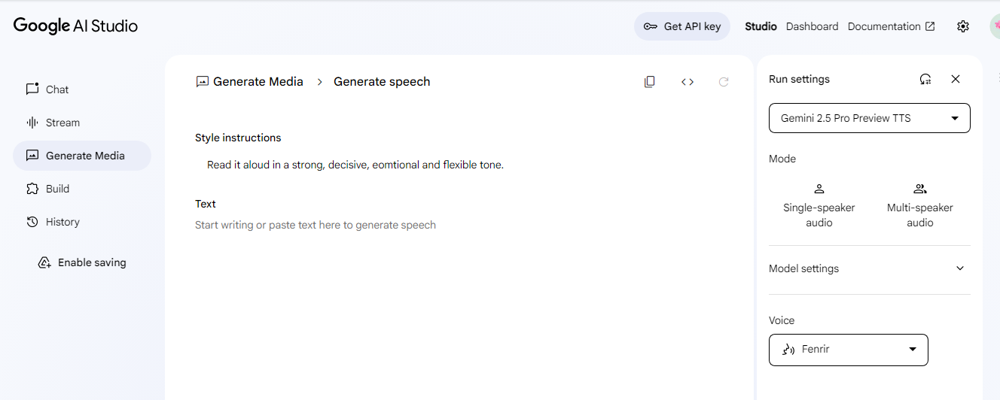 Google AI Studio
Get API key
Studio
Dashboard
Documentation
Chat
Stream
Generate Media
Build
History
Enable saving
Generate Media > Generate speech
Style instructions
Read it aloud in a strong, decisive, eomtional and flexible tone.
Text
Start writing or paste text here to generate speech
Run settings
Gemini 2.5 Pro Preview TTS
Mode
Single-speaker
audio
Multi-speaker
audio
Model settings
Voice
Fenrir